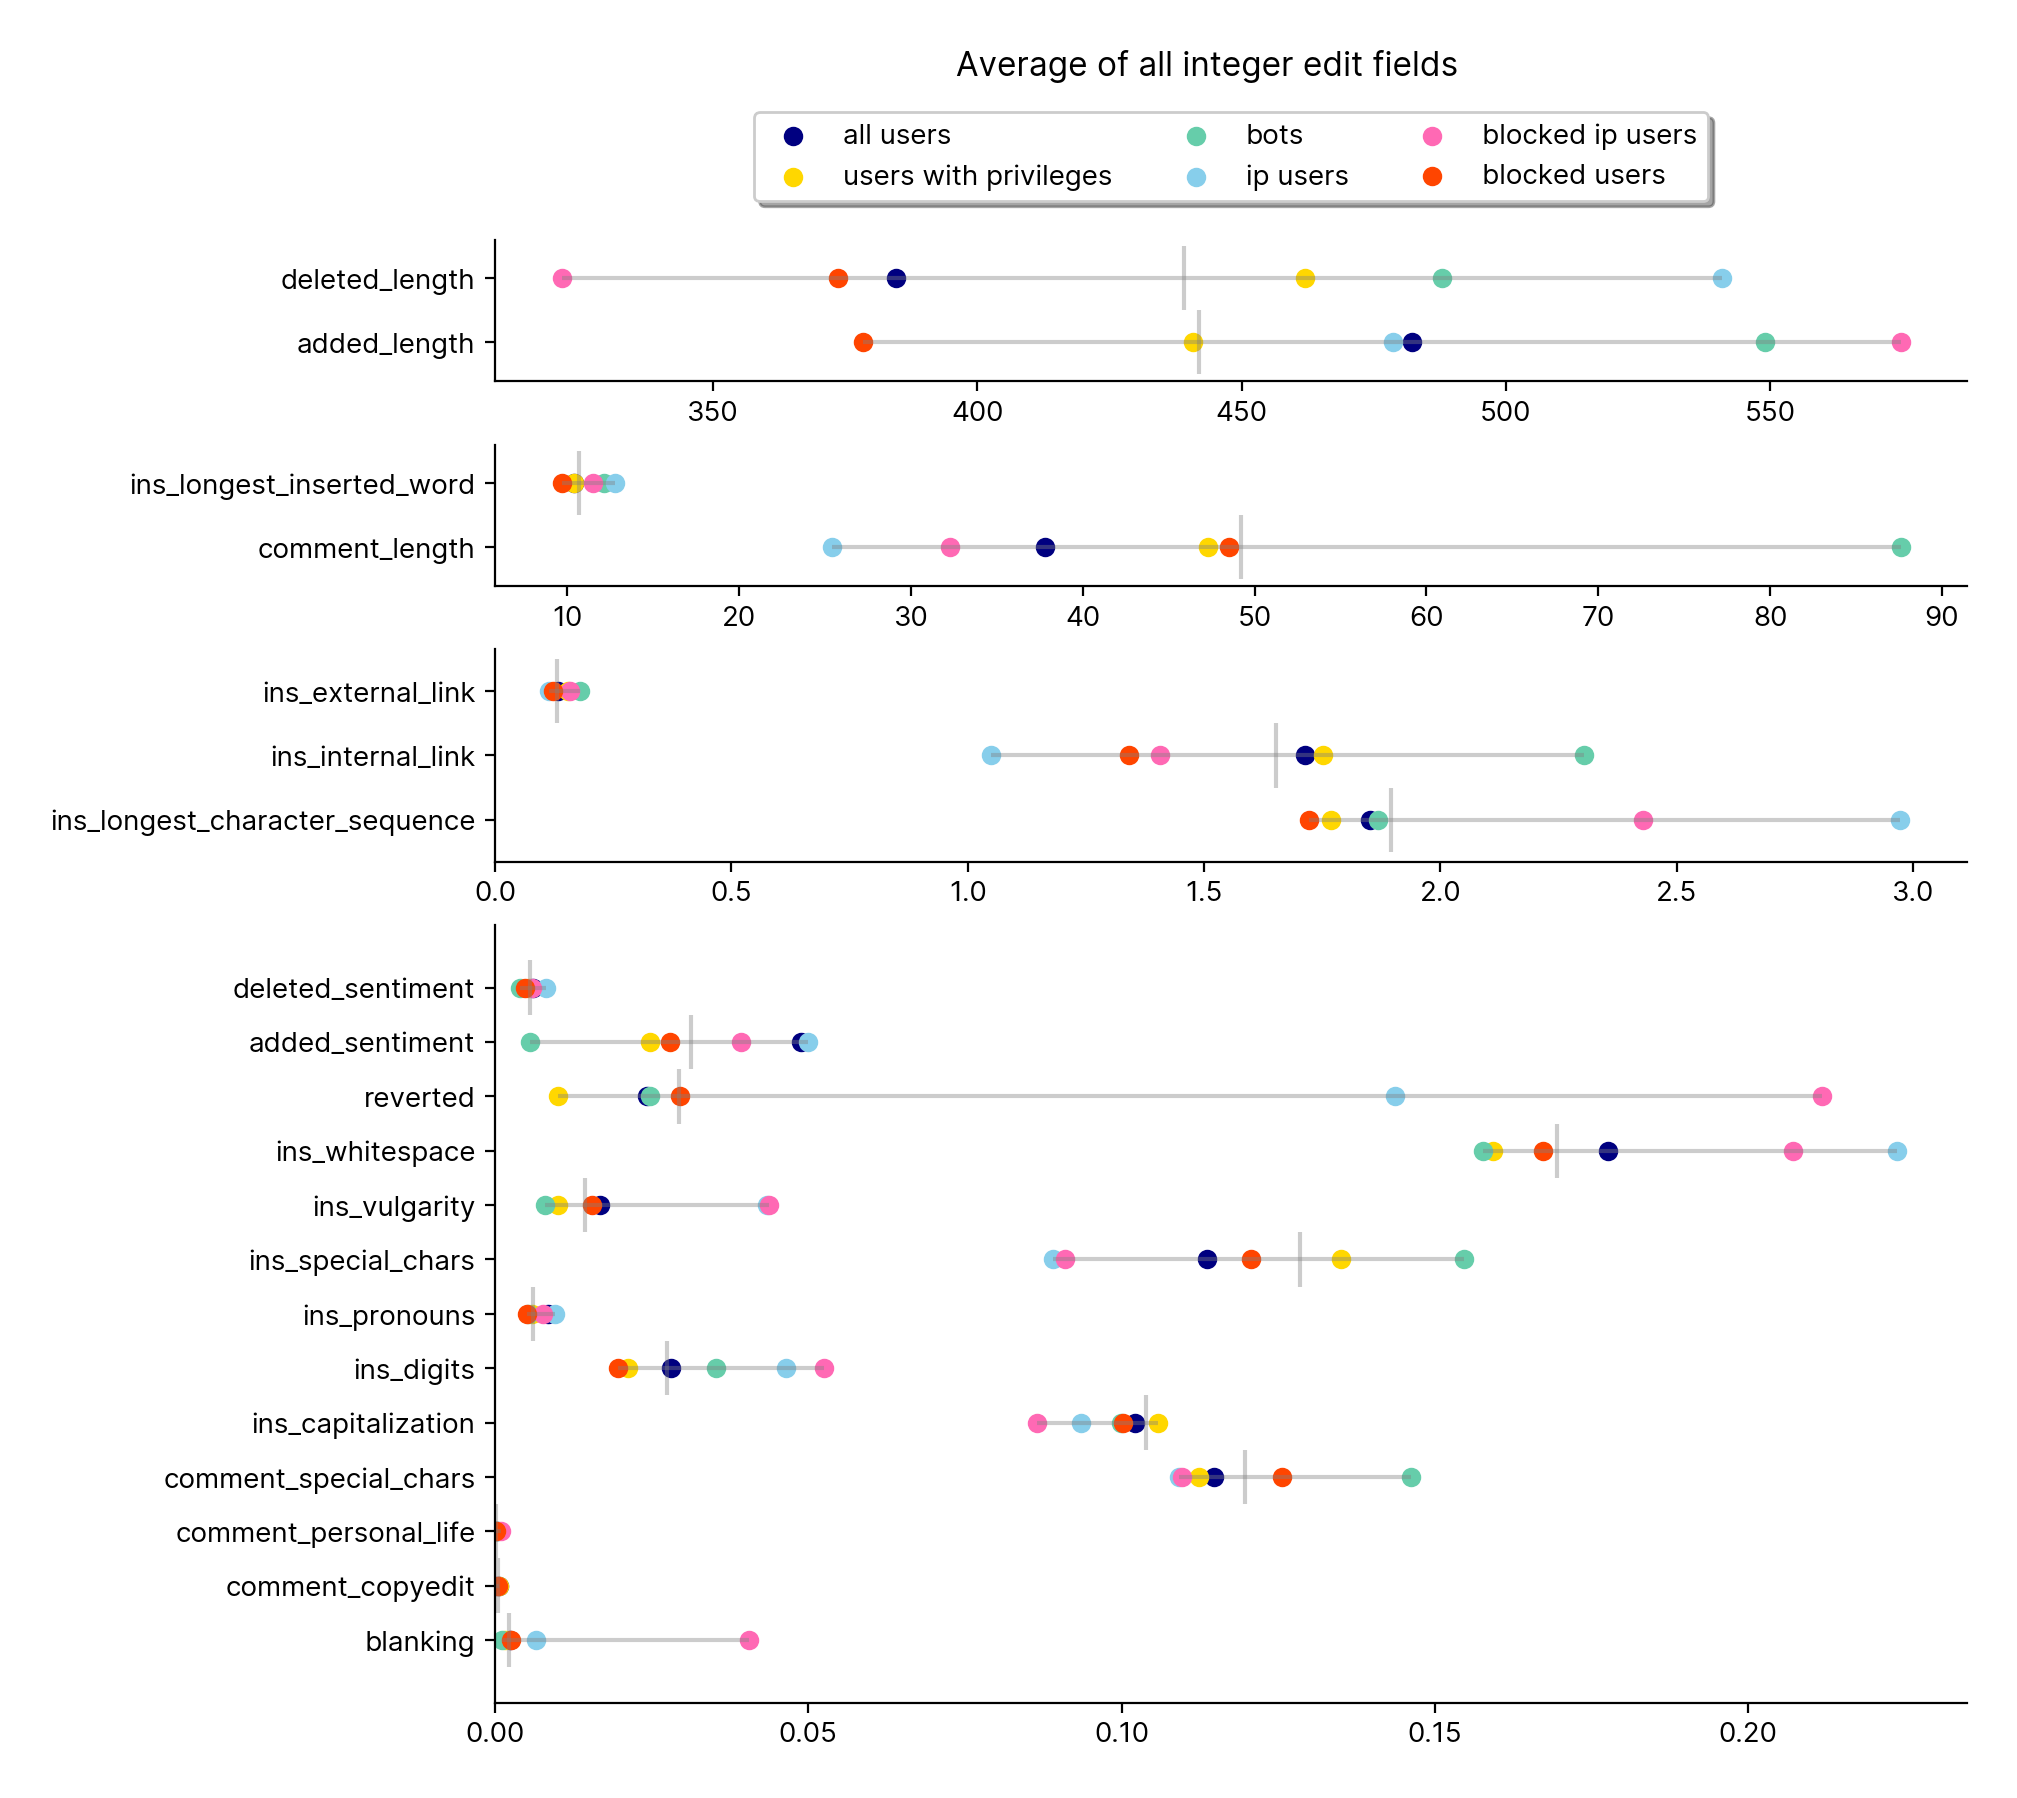 Average of all integer edit fields
all users
users with privileges
bots
ip users
blocked ip users
blocked users
deleted_length
added_length
350 400 450 500 550
ins_longest_inserted_word
comment_length
10 20 30 40 50 60 70 80 90
ins_external_link
ins_internal_link
ins_longest_character_sequence
0.0 0.5 1.0 1.5 2.0 2.5 3.0
deleted_sentiment
added_sentiment
reverted
ins_whitespace
ins_vulgarity
ins_special_chars
ins_pronouns
ins_digits
ins_capitalization
comment_special_chars
comment_personal_life
comment_copyedit
blanking
0.00 0.05 0.10 0.15 0.20